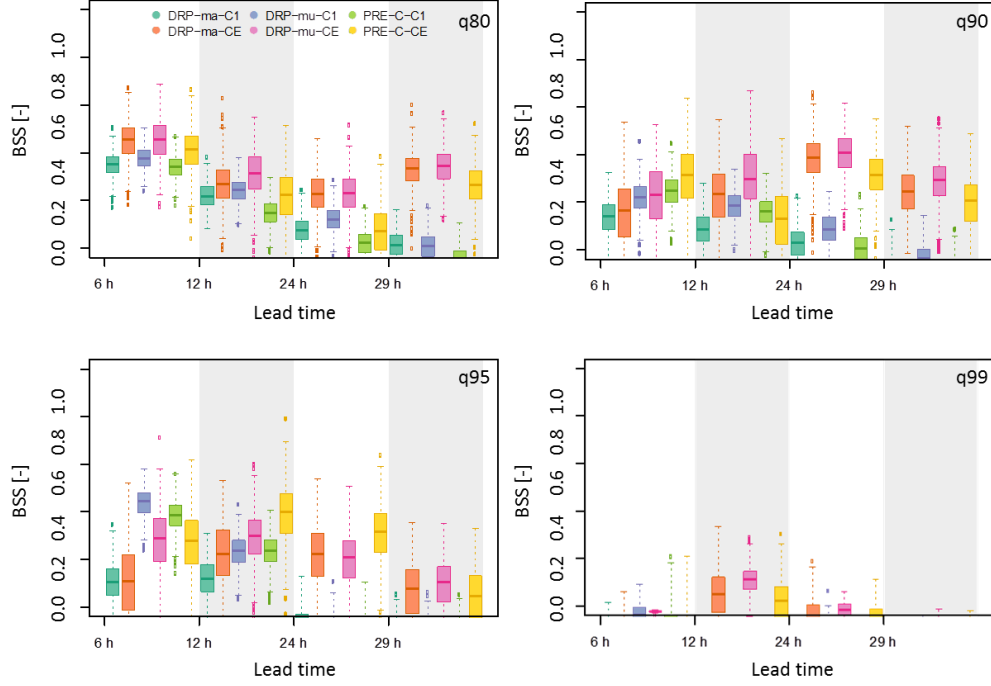 DRP-ma-C1 DRP-mu-C1 PRE-C-C1 q80
DRP-ma-CE DRP-mu-CE PRE-C-CE
BSS [-]
0.0 0.2 0.4 0.6 0.8 1.0
6 h 12 h 24 h 29 h
Lead time
q90
BSS [-]
0.0 0.2 0.4 0.6 0.8 1.0
6 h 12 h 24 h 29 h
Lead time
q95
BSS [-]
0.0 0.2 0.4 0.6 0.8 1.0
6 h 12 h 24 h 29 h
Lead time
q99
BSS [-]
0.0 0.2 0.4 0.6 0.8 1.0
6 h 12 h 24 h 29 h
Lead time